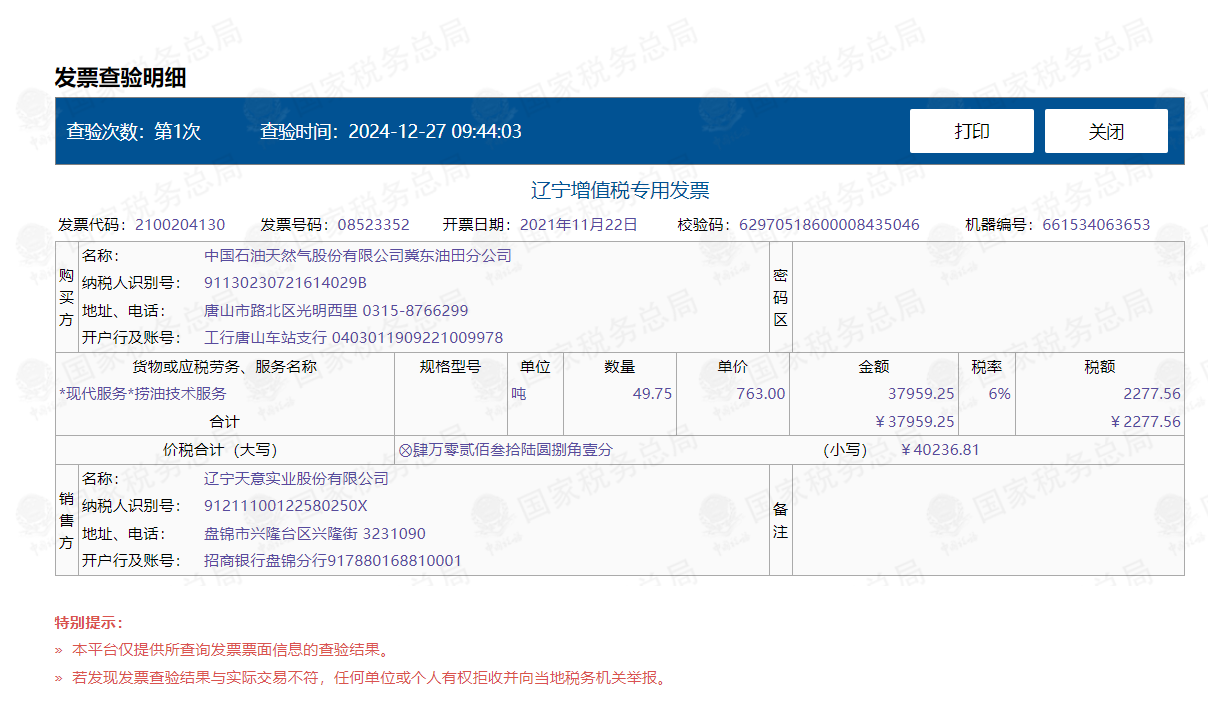 发票查验明细
查验次数：第1次 查验时间：2024-12-27 09:44:03 打印 关闭
辽宁增值税专用发票
发票代码：2100204130 发票号码：08523352 开票日期：2021年11月22日 校验码：62970518600008435046 机器编号：661534063653
购买方
名称： 中国石油天然气股份有限公司冀东油田分公司
纳税人识别号： 91130230721614029B
地址、电话： 唐山市路北区光明西里 0315-8766299
开户行及账号： 工行唐山车站支行 0403011909221009978
密码区
货物或应税劳务、服务名称 规格型号 单位 数量 单价 金额 税率 税额
*现代服务*捞油技术服务 吨 49.75 763.00 37959.25 6% 2277.56
合计 ￥37959.25 ￥2277.56
价税合计（大写） ⊗肆万零贰佰叁拾陆圆捌角壹分 （小写） ￥40236.81
销售方
名称： 辽宁天意实业股份有限公司
纳税人识别号： 91211100122580250X
地址、电话： 盘锦市兴隆台区兴隆街 3231090
开户行及账号： 招商银行盘锦分行917880168810001
备注
特别提示：
» 本平台仅提供所查询发票票面信息的查验结果。
» 若发现发票查验结果与实际交易不符，任何单位或个人有权拒收并向当地税务机关举报。
国家税务总局